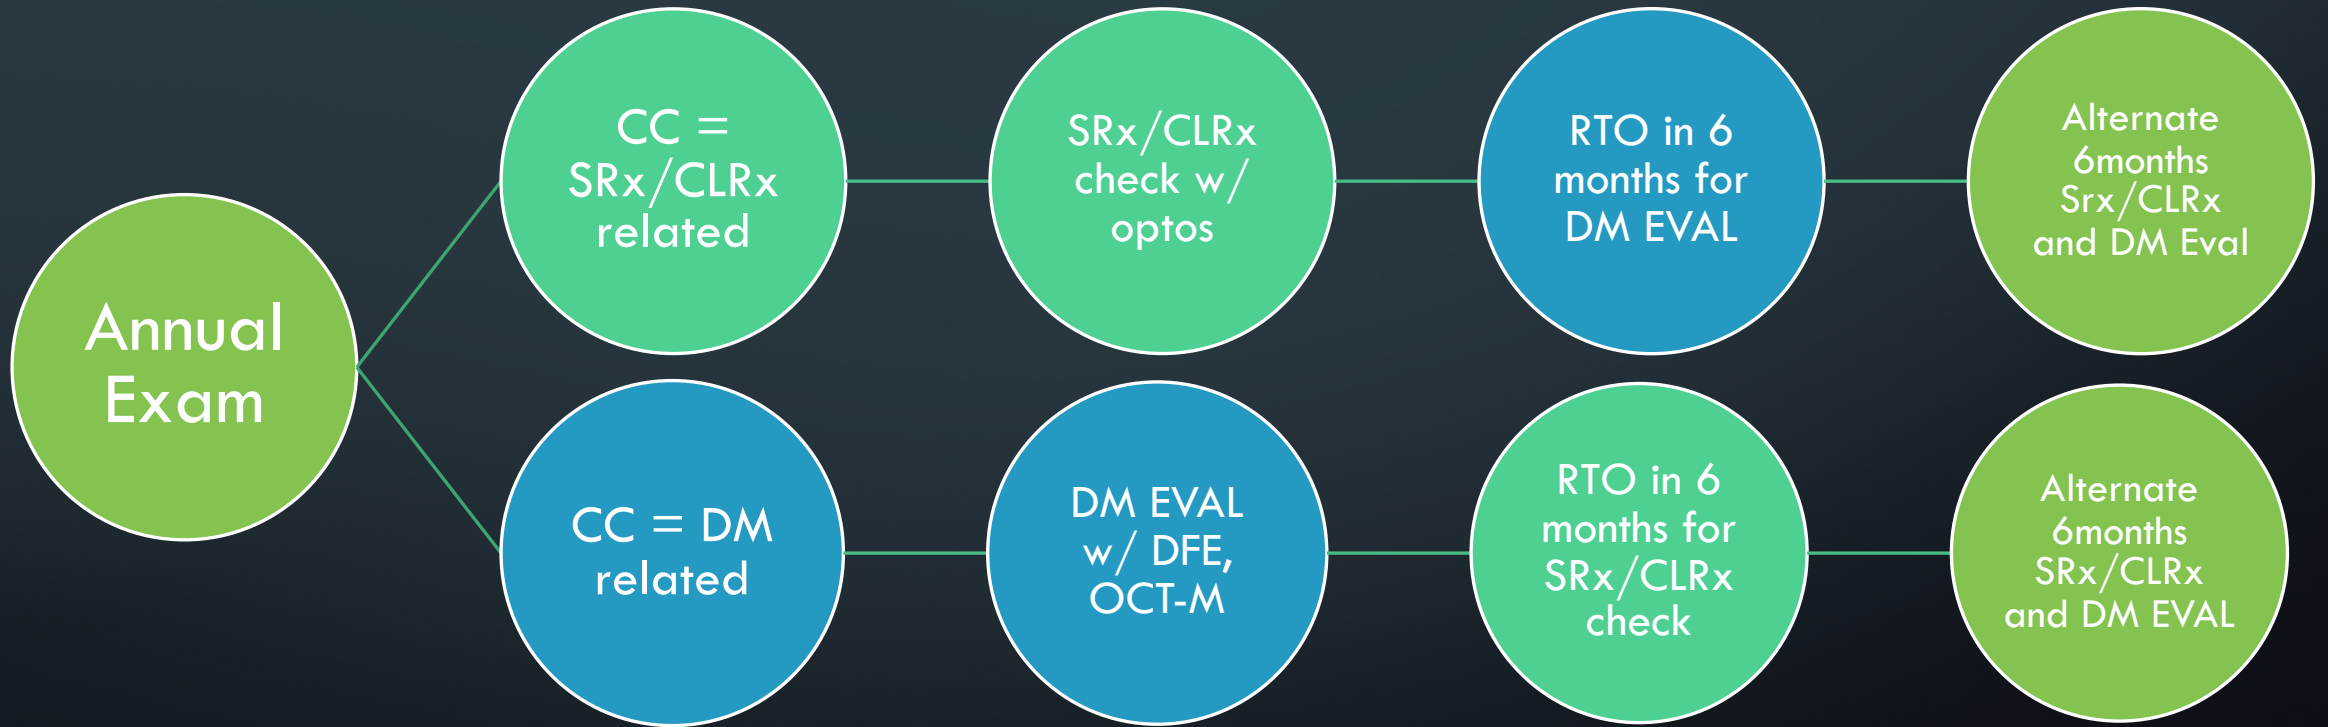 Annual
Exam
CC =
SRx/CLRx
related
SRx/CLRx
check w/
optos
RTO in 6
months for
DM EVAL
Alternate
6months
Srx/CLRx
and DM Eval
CC = DM
related
DM EVAL
w/ DFE,
OCT-M
RTO in 6
months for
SRx/CLRx
check
Alternate
6months
SRx/CLRx
and DM EVAL